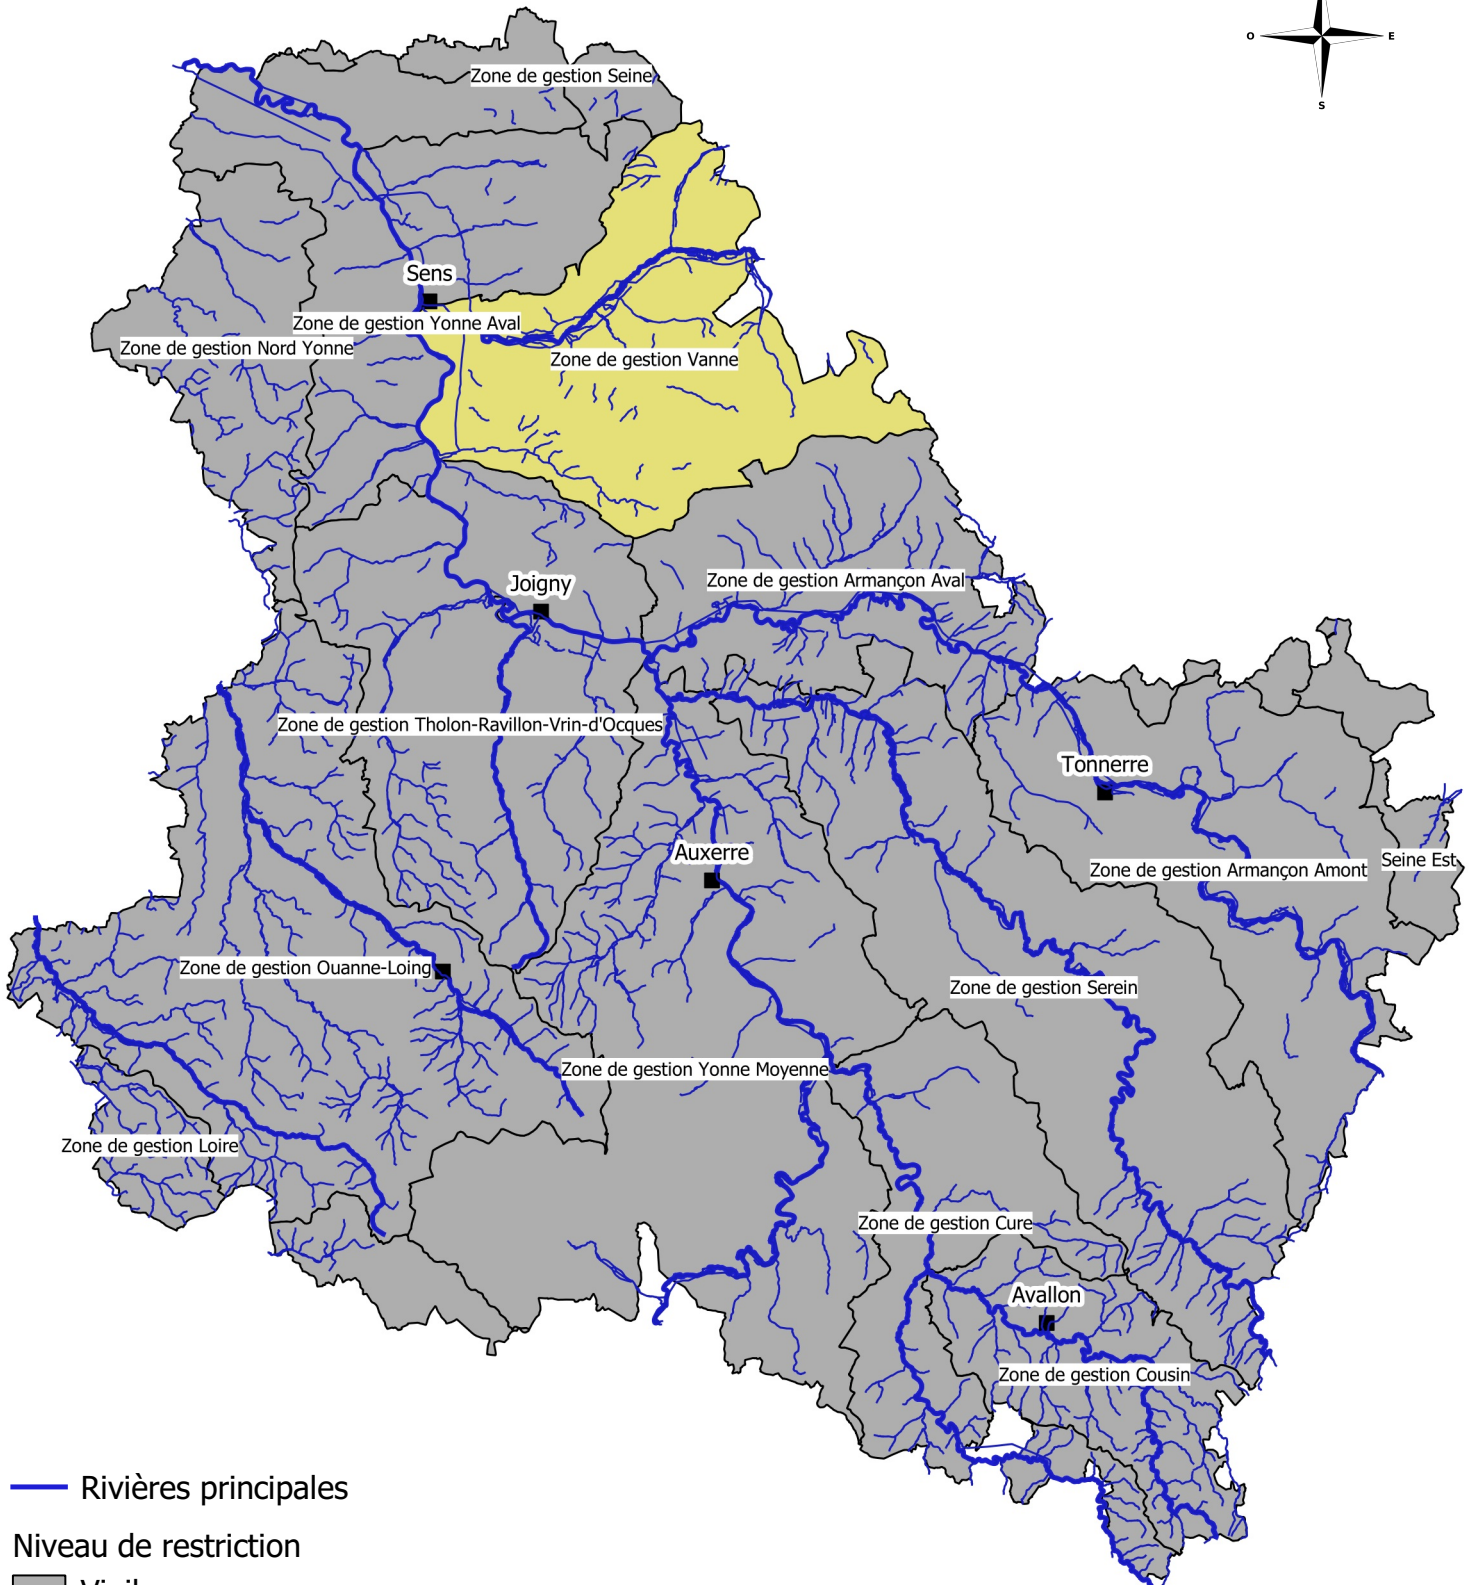 O E
S
Zone de gestion Seine
Sens
Zone de gestion Yonne Aval
Zone de gestion Nord Yonne
Zone de gestion Vanne
Joigny
Zone de gestion Armançon Aval
Zone de gestion Tholon-Ravillon-Vrin-d'Ocques
Tonnerre
Auxerre
Seine Est
Zone de gestion Armançon Amont
Zone de gestion Ouanne-Loing
Zone de gestion Serein
Zone de gestion Yonne Moyenne
Zone de gestion Loire
Zone de gestion Cure
Avallon
Zone de gestion Cousin
Rivières principales
Niveau de restriction